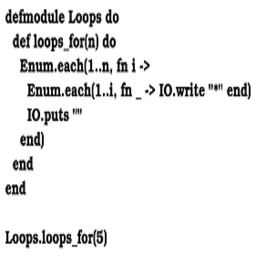 defmodule Loops do
  def loops_for(n) do
    Enum.each(1..n, fn i ->
      Enum.each(1..i, fn _ -> IO.write "*" end)
      IO.puts ""
    end)
  end
end

Loops.loops_for(5)